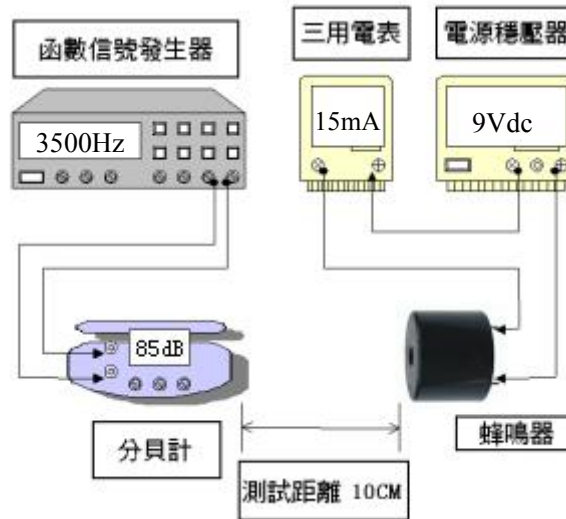 函數信號發生器
三用電表
電源穩壓器
3500Hz
15mA
9Vdc
85dB
分貝計
蜂鳴器
測試距離 10CM